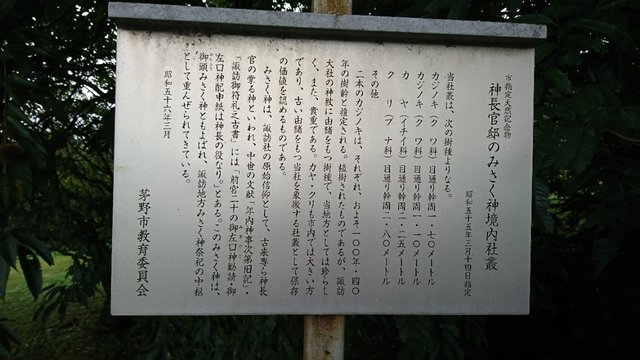 市指定天然記念物
神長官邸のみさく神境内社叢
昭和五十五年三月十四日指定
当社叢は、次の樹種よりなる。
カジノキ(クワ科)目通り幹囲一・七〇メートル
カジノキ(クワ科)目通り幹囲一・一〇メートル
カヤ(イチイ科)目通り幹囲二・二五メートル
クリ(ブナ科)目通り幹囲二・八〇メートル
その他
二本のカジノキは、それぞれ、およそ一〇〇年・四〇
年の樹齢と推定される。植樹されたものであるが、諏訪
大社の神紋に由緒をもつ樹種で、当地方としては珍らし
く、また、貴重である。カヤ・クリも市内では大きい方
であり、古い由緒をもつ当社を象徴する社叢として保存
の価値を認めるものである。
みさく神は、諏訪社の原始信仰として、古来専ら神長
官の掌る神といわれ、中世の文献「年内神事次第旧記」・
「諏訪御符礼之古書」には「前宮二十の御左口神勧請・御
左口神配申紙は神長の役なり」とある。このみさく神は、
御頭みさく神ともよばれ、諏訪地方みさく神祭祀の中枢
として重んぜられてきている。
昭和五十六年三月
茅野市教育委員会